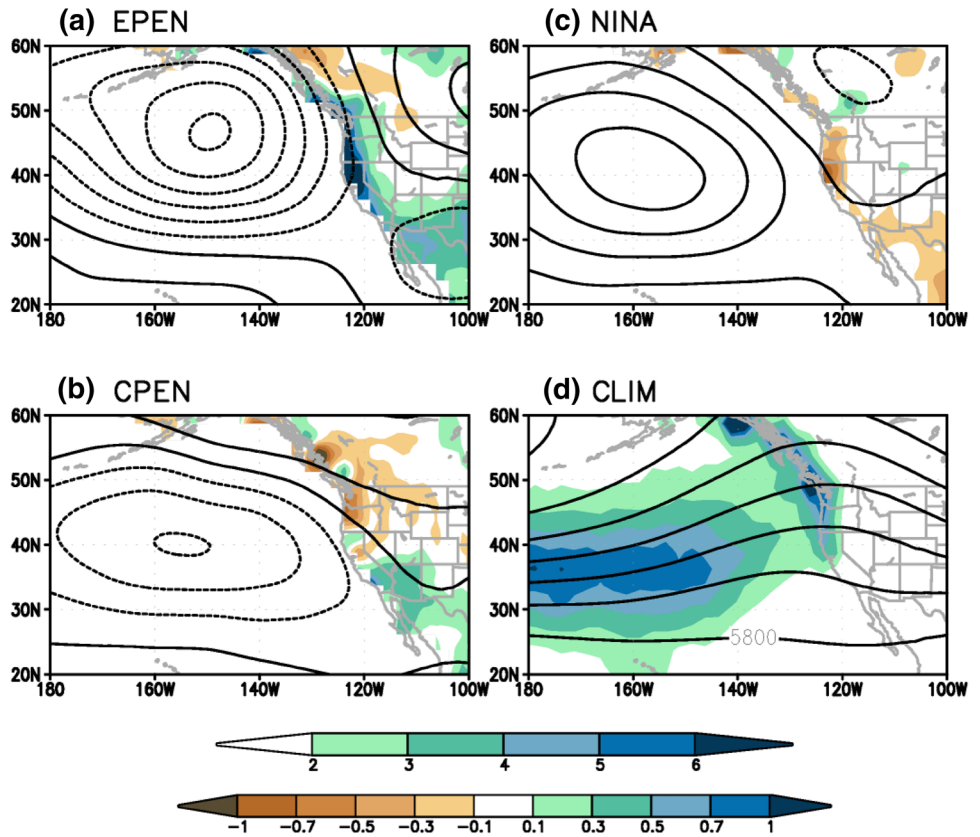 (a) EPEN
60N
50N
40N
30N
20N
180 160W 140W 120W 100W
(c) NINA
60N
50N
40N
30N
20N
180 160W 140W 120W 100W
(b) CPEN
60N
50N
40N
30N
20N
180 160W 140W 120W 100W
(d) CLIM
60N
50N
40N
30N
20N
5800
180 160W 140W 120W 100W
2 3 4 5 6
−1 −0.7 −0.5 −0.3 −0.1 0.1 0.3 0.5 0.7 1